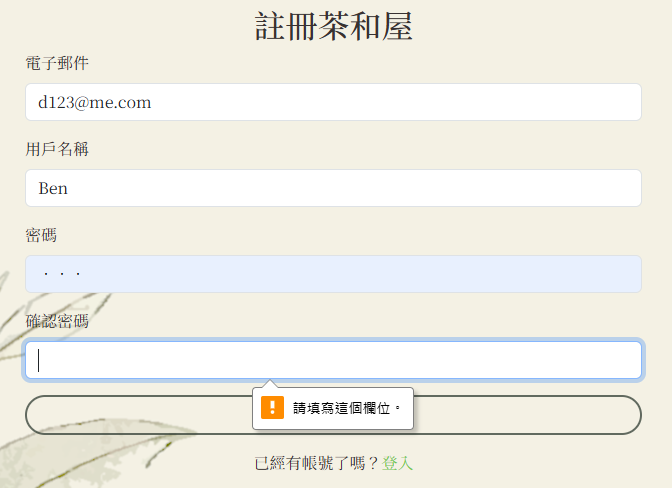 註冊茶和屋
電子郵件
d123@me.com
用戶名稱
Ben
密碼
···
確認密碼
請填寫這個欄位。
已經有帳號了嗎？登入